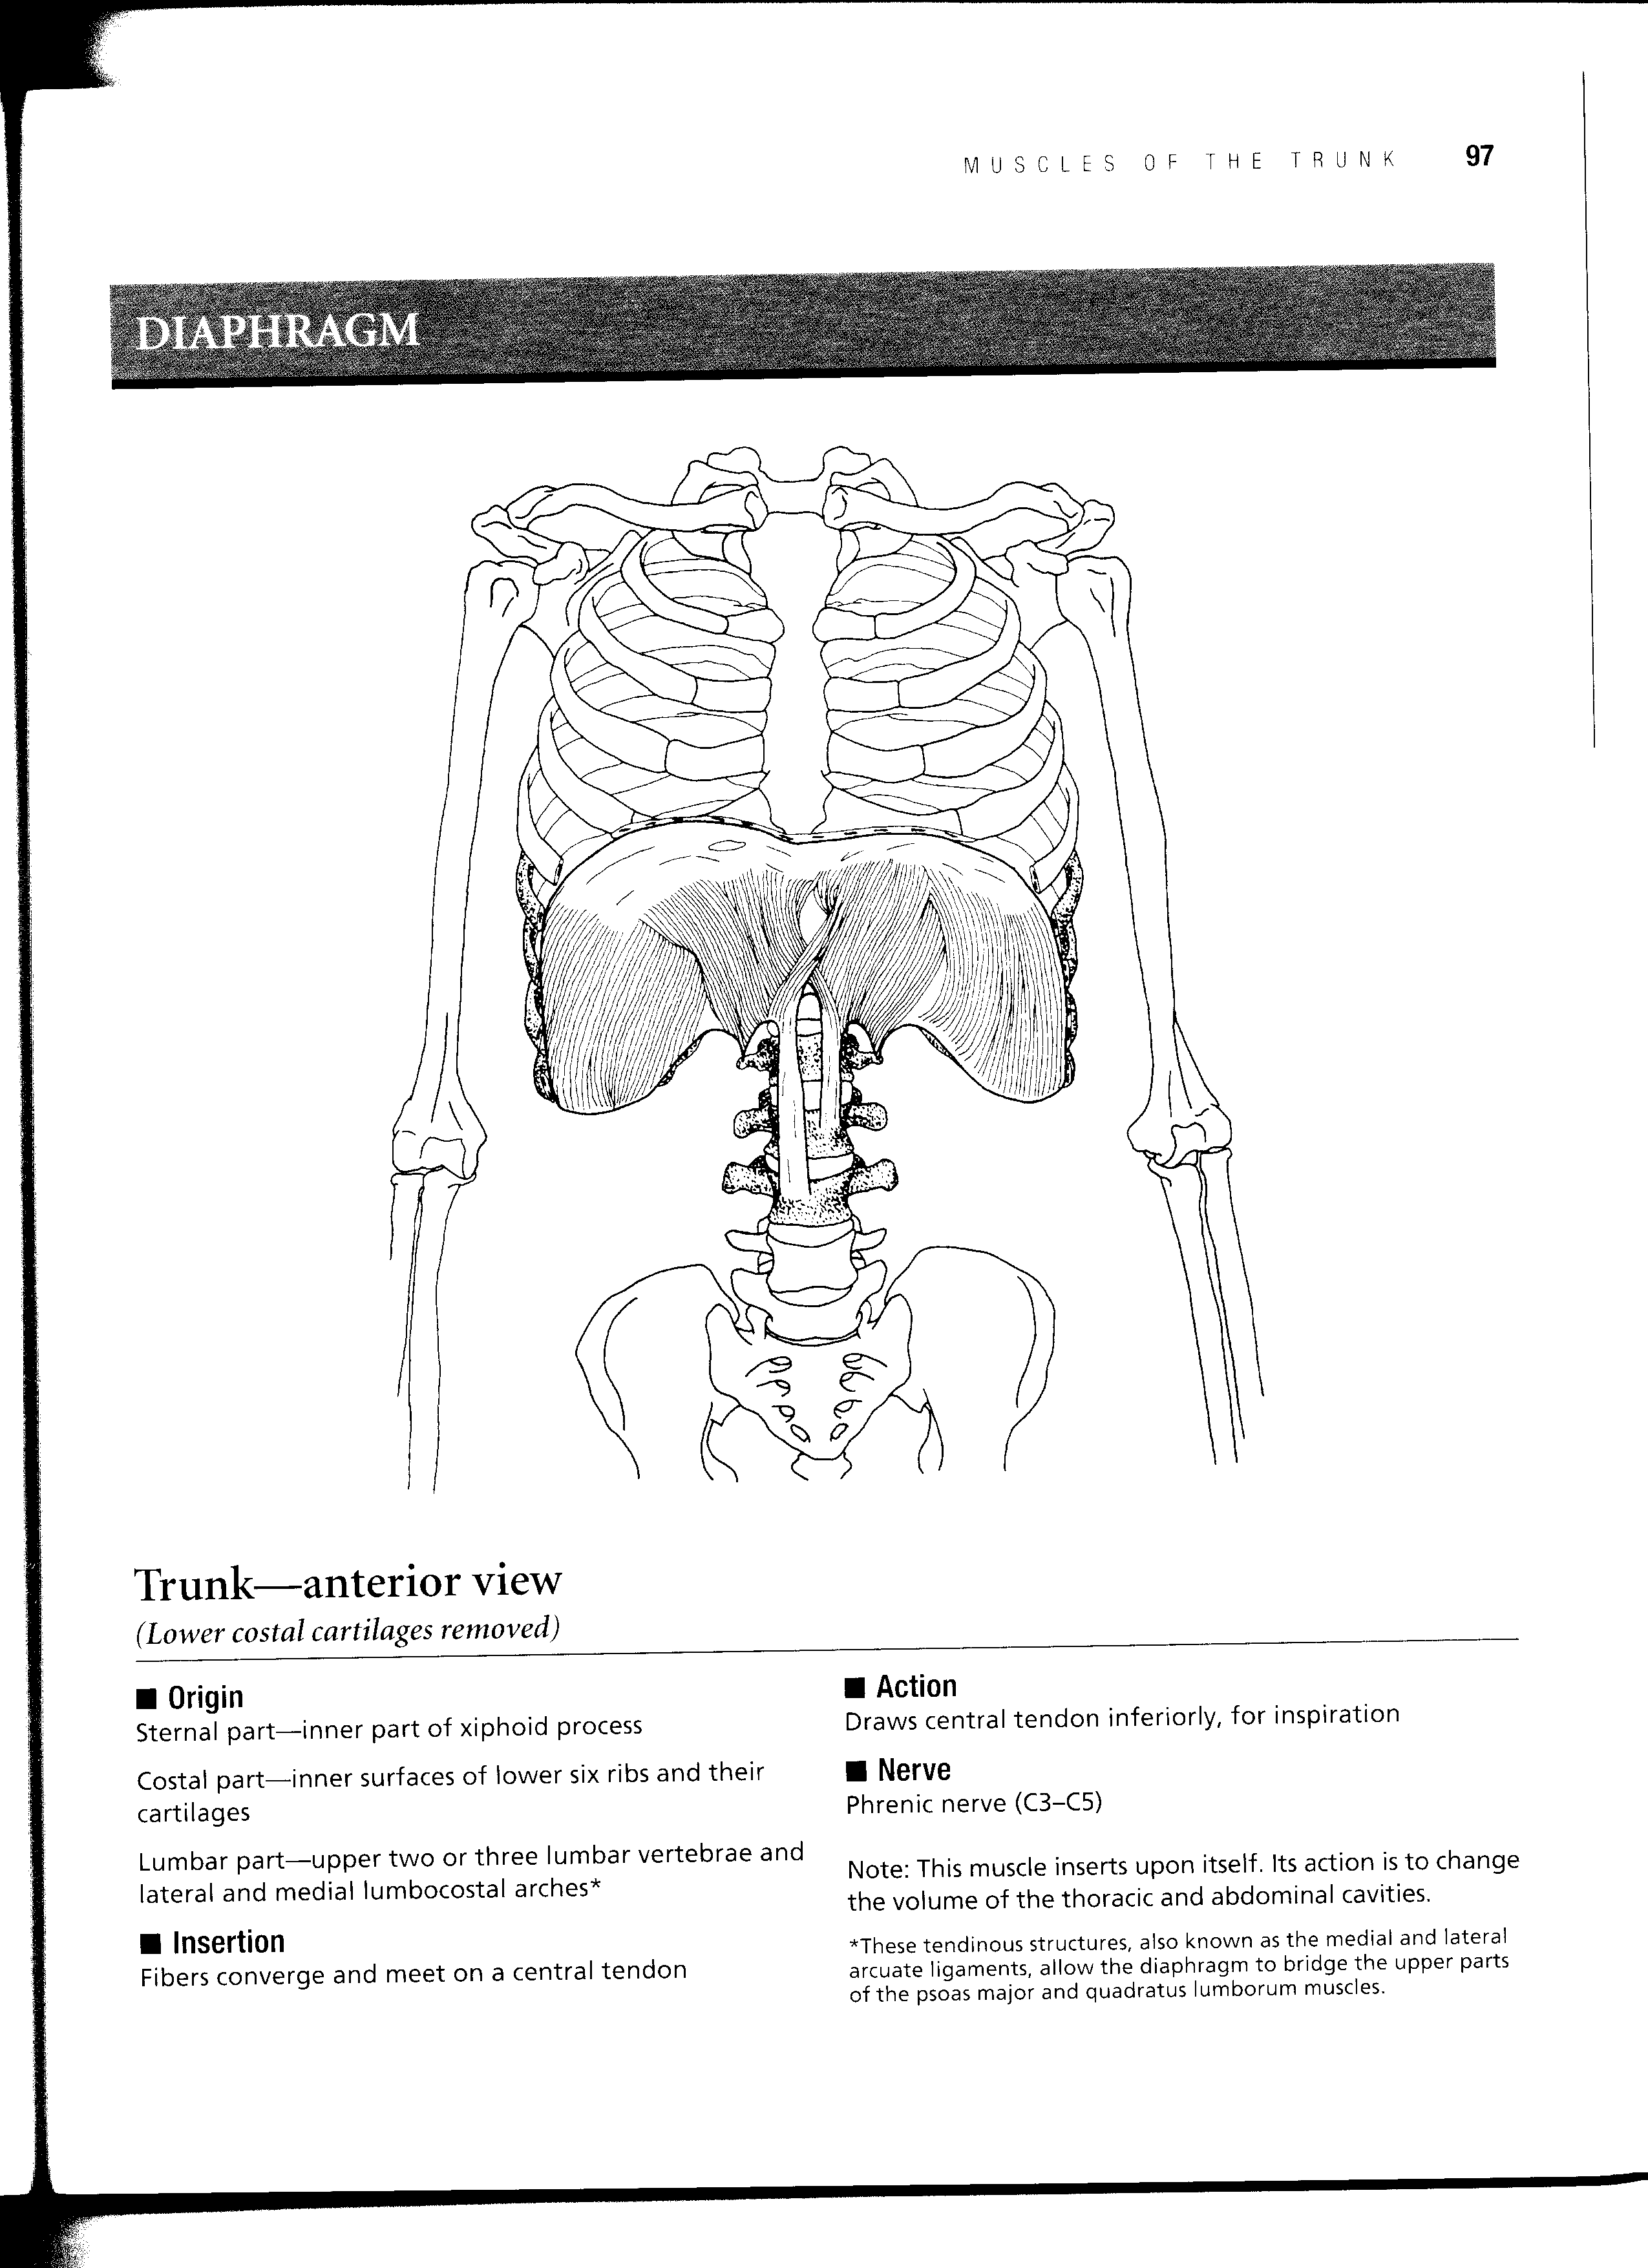 MUSCLES OF THE TRUNK 97
DIAPHRAGM
Trunk—anterior view
(Lower costal cartilages removed)
■ Origin
Sternal part—inner part of xiphoid process
Costal part—inner surfaces of lower six ribs and their
cartilages
Lumbar part—upper two or three lumbar vertebrae and
lateral and medial lumbocostal arches*
■ Insertion
Fibers converge and meet on a central tendon
■ Action
Draws central tendon inferiorly, for inspiration
■ Nerve
Phrenic nerve (C3–C5)
Note: This muscle inserts upon itself. Its action is to change
the volume of the thoracic and abdominal cavities.
*These tendinous structures, also known as the medial and lateral
arcuate ligaments, allow the diaphragm to bridge the upper parts
of the psoas major and quadratus lumborum muscles.